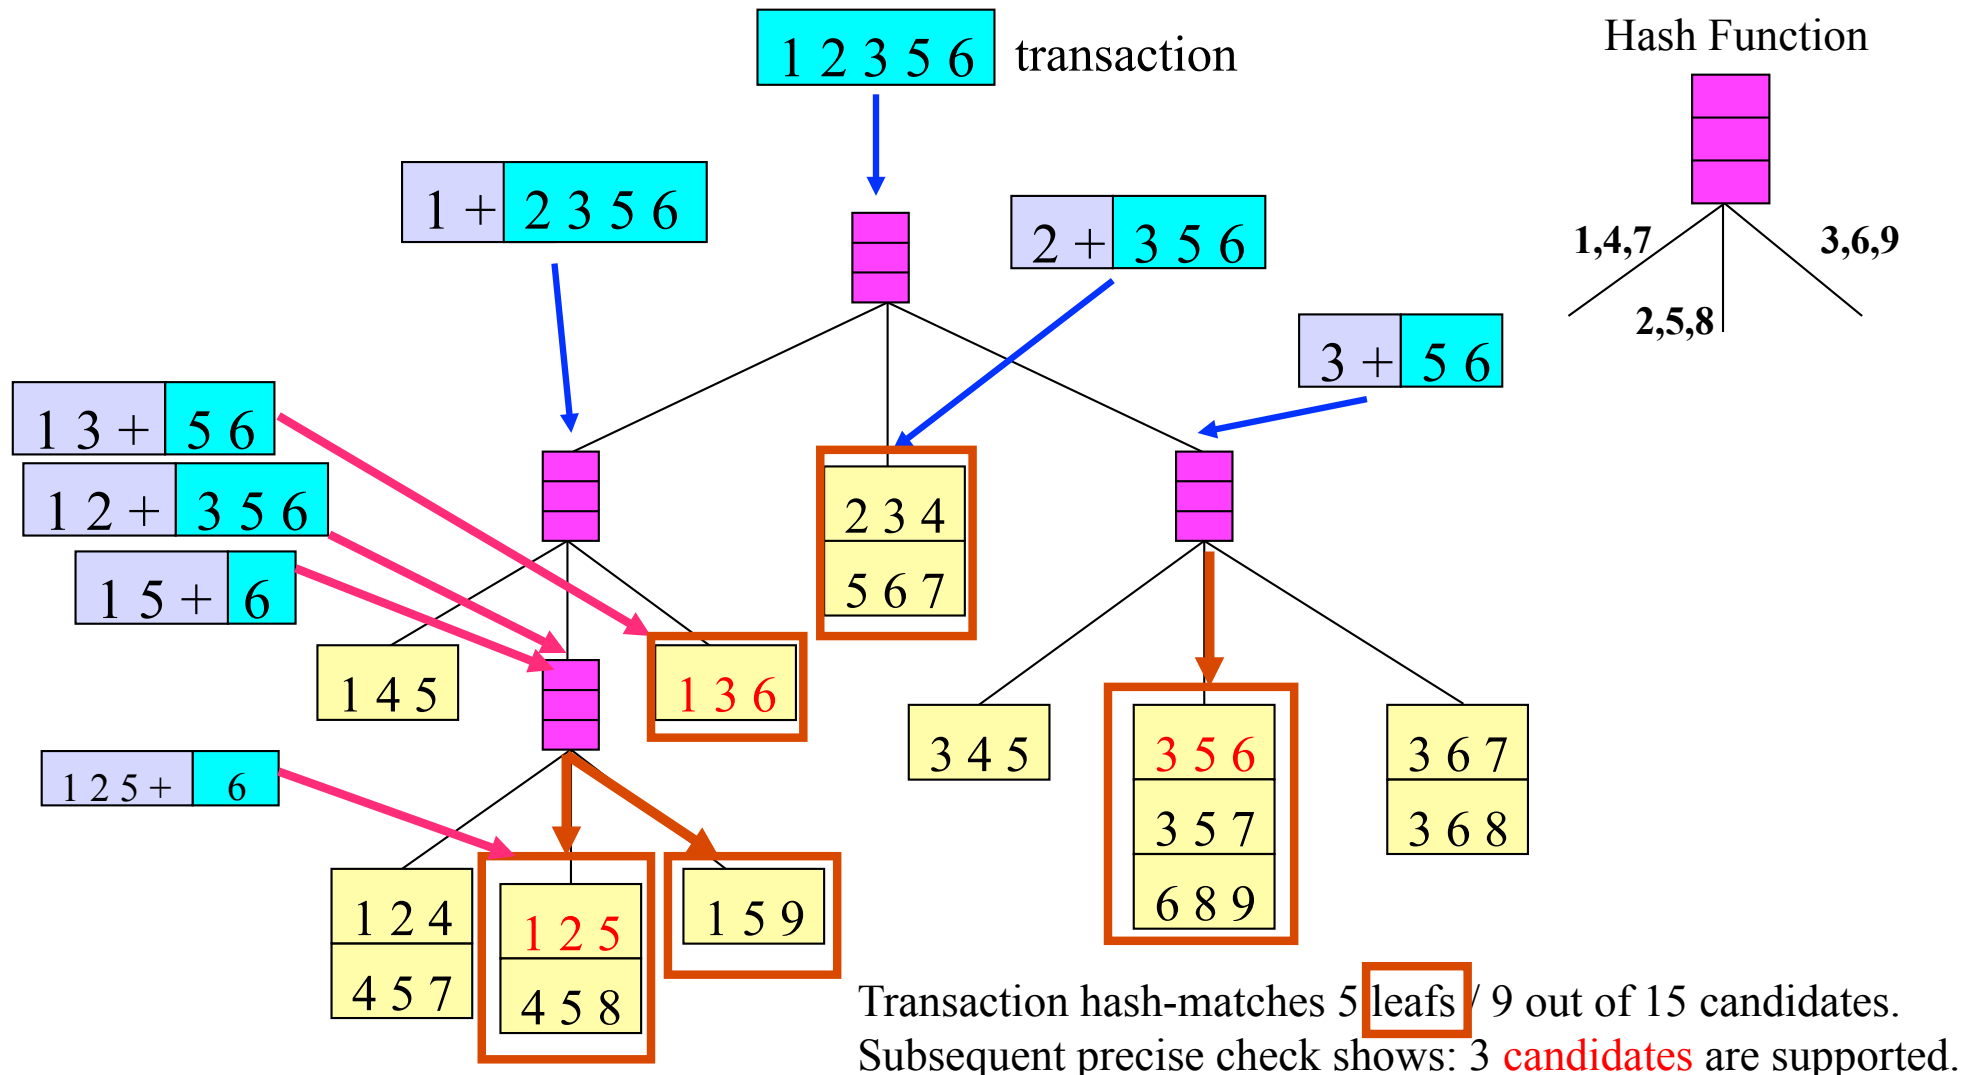 1 2 3 5 6 transaction
Hash Function
1 + 2 3 5 6
2 + 3 5 6
1,4,7
3,6,9
2,5,8
3 + 5 6
1 3 + 5 6
1 2 + 3 5 6
1 5 + 6
2 3 4
5 6 7
1 4 5
1 3 6
3 4 5
3 5 6
3 5 7
6 8 9
3 6 7
3 6 8
1 2 5 + 6
1 2 4
4 5 7
1 2 5
4 5 8
1 5 9
Transaction hash-matches 5 leafs / 9 out of 15 candidates.
Subsequent precise check shows: 3 candidates are supported.